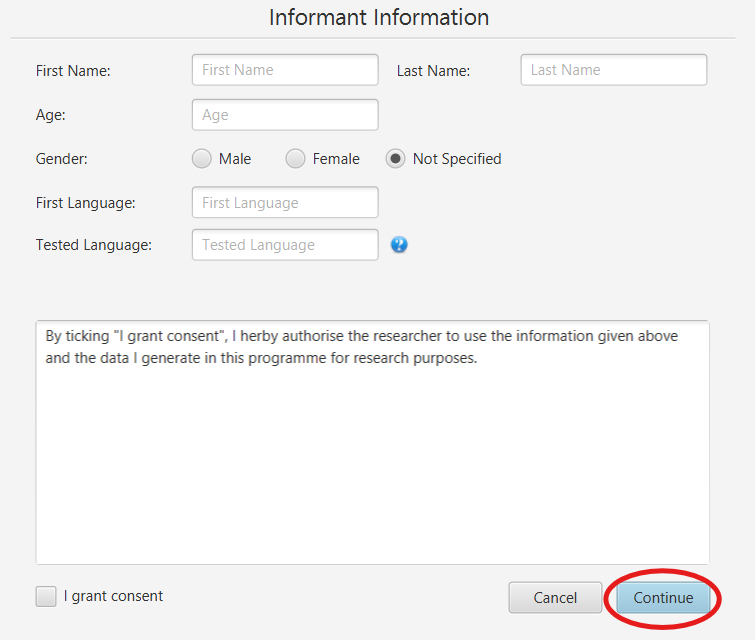 Informant Information
First Name: First Name Last Name: Last Name
Age: Age
Gender: Male Female Not Specified
First Language: First Language
Tested Language: Tested Language ?
By ticking "I grant consent", I herby authorise the researcher to use the information given above
and the data I generate in this programme for research purposes.
I grant consent Cancel Continue